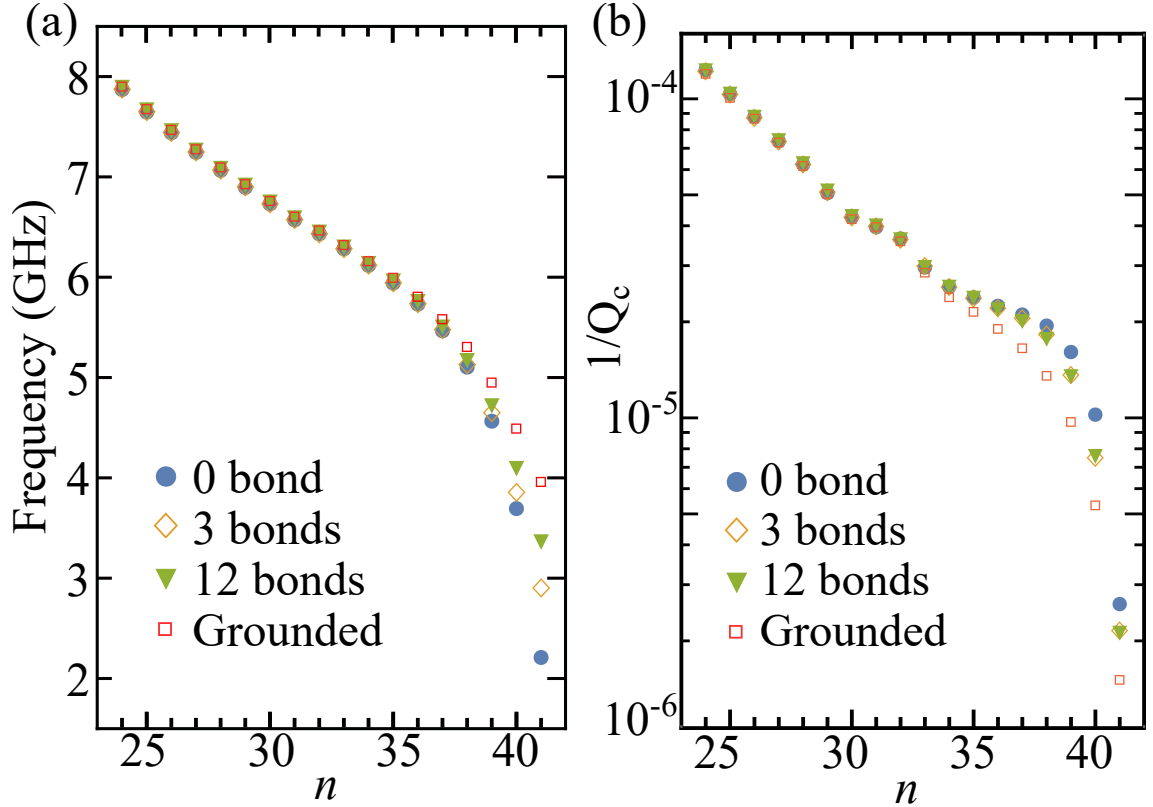 (a)
Frequency (GHz)
8
7
6
5
4
3
2
0 bond
3 bonds
12 bonds
Grounded
25 30 35 40
n
(b)
1/Qc
10-4
10-5
10-6
0 bond
3 bonds
12 bonds
Grounded
25 30 35 40
n